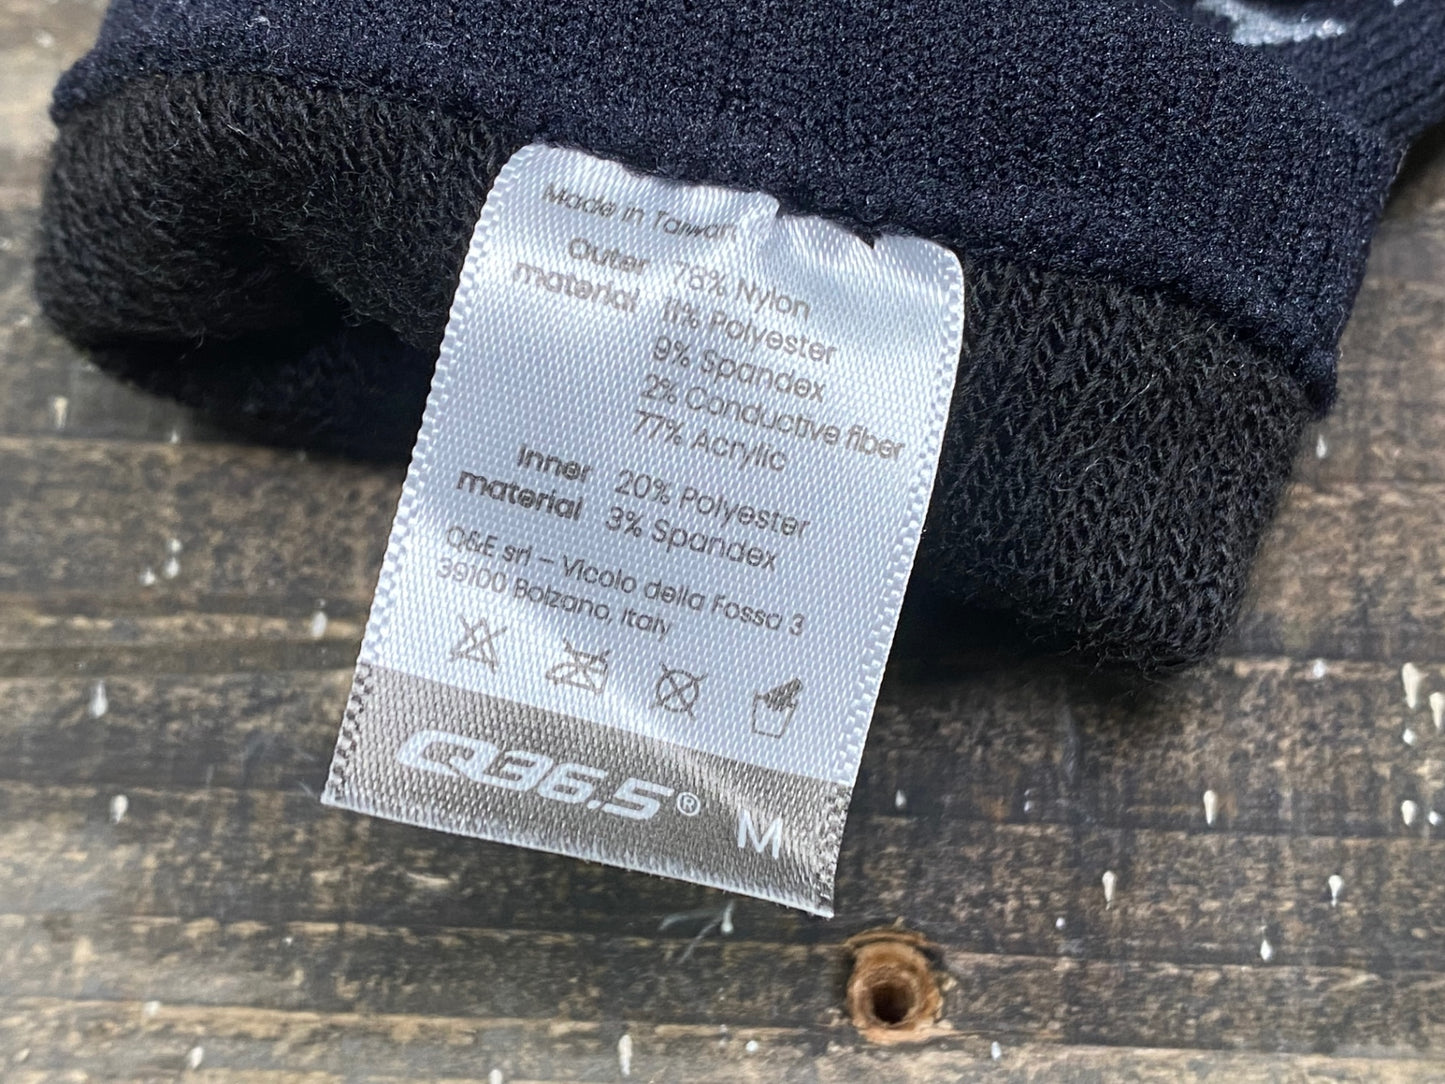 Made in Taiwan
Outer 78% Nylon
material 11% Polyester
9% Spandex
2% Conductive fiber
77% Acrylic
Inner 20% Polyester
material 3% Spandex
Q&E srl – Vicolo della Fossa 3
39100 Bolzano, Italy
Q36.5® M